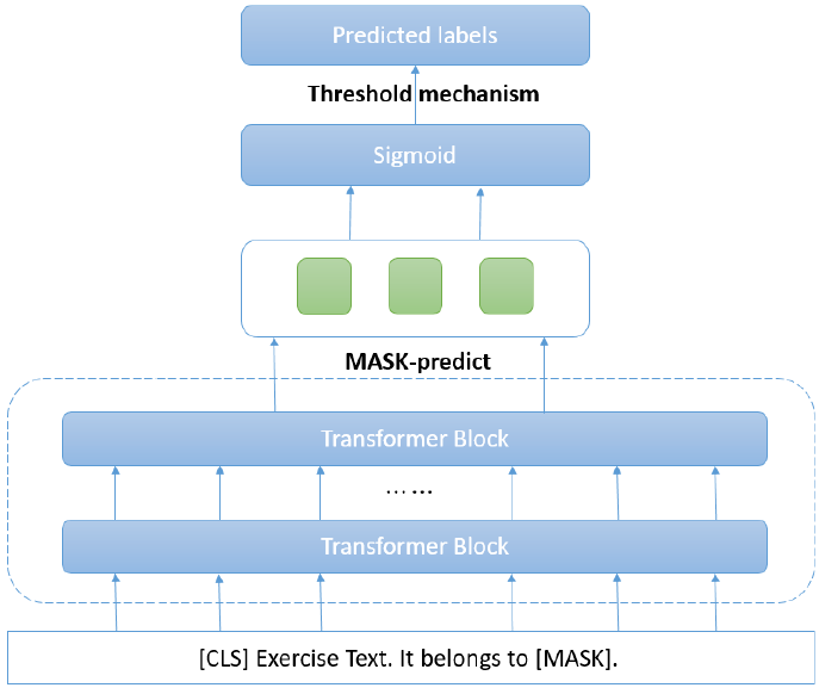 Predicted labels
Threshold mechanism
Sigmoid
MASK-predict
Transformer Block
... ...
Transformer Block
[CLS] Exercise Text. It belongs to [MASK].